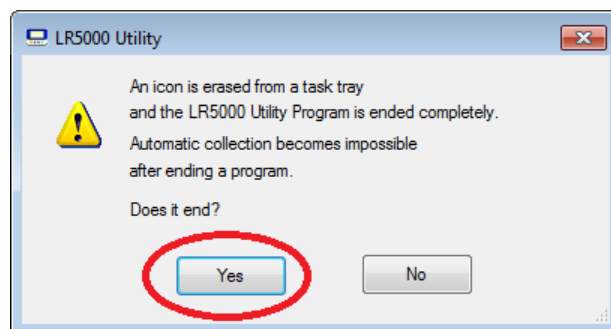 LR5000 Utility
An icon is erased from a task tray
and the LR5000 Utility Program is ended completely.
Automatic collection becomes impossible
after ending a program.
Does it end?
Yes
No